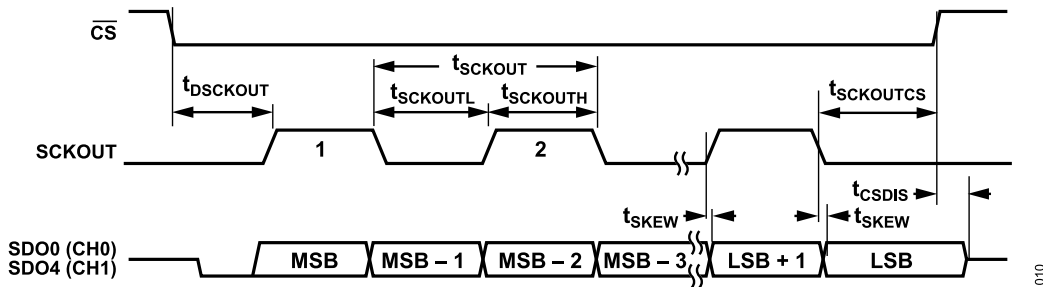 CS
tSCKOUT
tDSCKOUT
tSCKOUTL tSCKOUTH
tSCKOUTCS
SCKOUT 1 2
tCSDIS
tSKEW tSKEW
SDO0 (CH0)
SDO4 (CH1)
MSB MSB – 1 MSB – 2 MSB – 3 LSB + 1 LSB
010